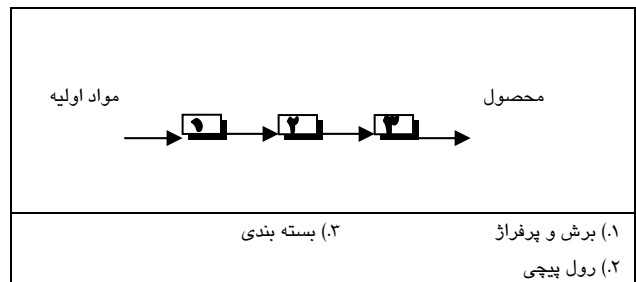 مواد اولیه
محصول
۱ ۲ ۳
۱.) برش و پرفراژ
۳.) بسته بندی
۲.) رول پیچی